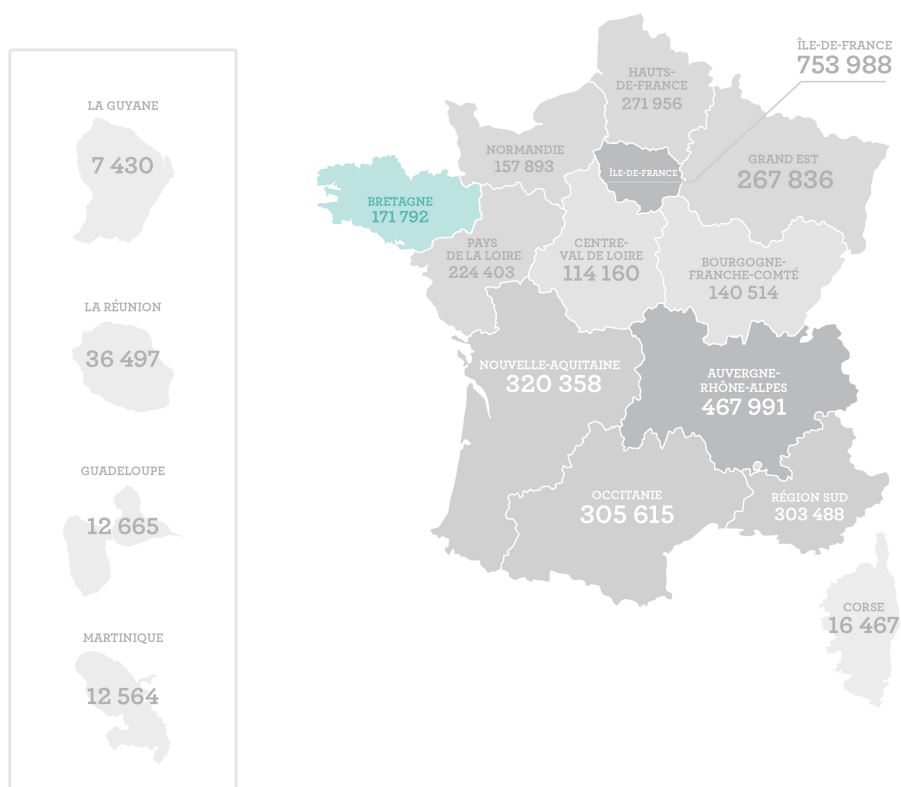 LA GUYANE
7 430
LA RÉUNION
36 497
GUADELOUPE
12 665
MARTINIQUE
12 564
ÎLE-DE-FRANCE
753 988
HAUTS-
DE-FRANCE
271 956
NORMANDIE
157 893
ÎLE-DE-FRANCE
GRAND EST
267 836
BRETAGNE
171 792
PAYS
DE LA LOIRE
224 403
CENTRE-
VAL DE LOIRE
114 160
BOURGOGNE-
FRANCHE-COMTÉ
140 514
NOUVELLE-AQUITAINE
320 358
AUVERGNE-
RHÔNE-ALPES
467 991
OCCITANIE
305 615
RÉGION SUD
303 488
CORSE
16 467